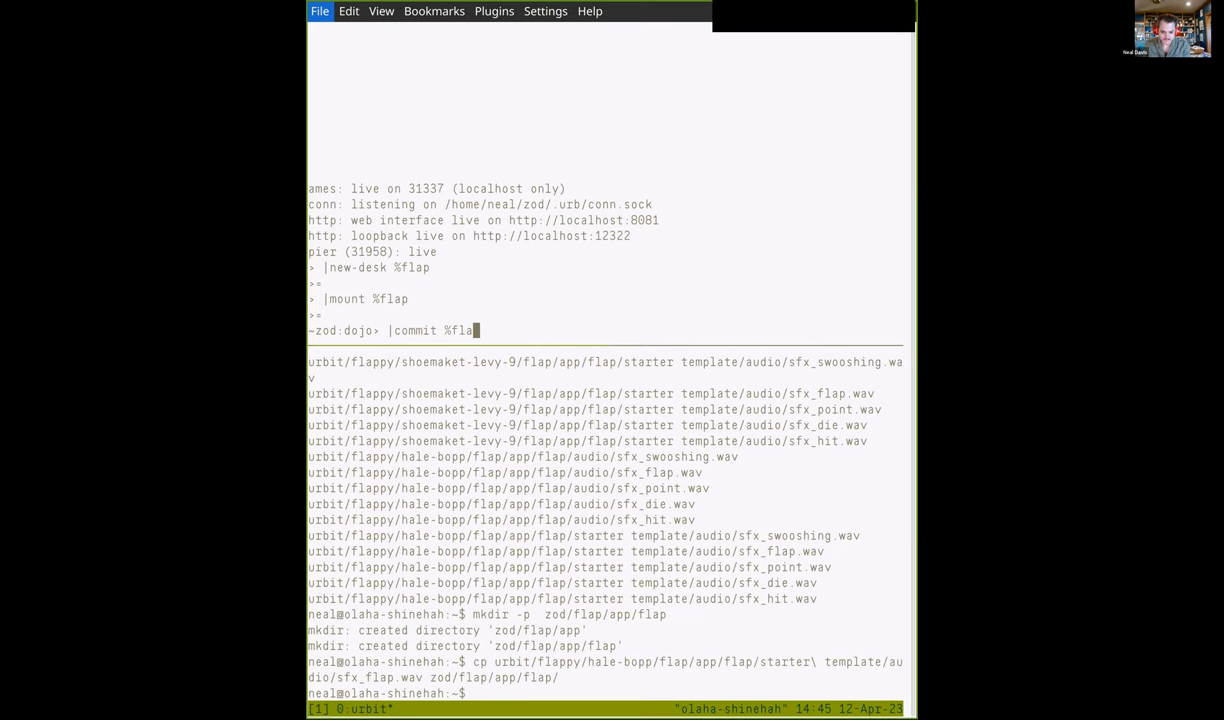 File Edit View Bookmarks Plugins Settings Help
Neal Davis
ames: live on 31337 (localhost only)
conn: listening on /home/neal/zod/.urb/conn.sock
http: web interface live on http://localhost:8081
http: loopback live on http://localhost:12322
pier (31958): live
> |new-desk %flap
>=
> |mount %flap
>=
~zod:dojo> |commit %fla
urbit/flappy/shoemaket-levy-9/flap/app/flap/starter template/audio/sfx_swooshing.wa
v
urbit/flappy/shoemaket-levy-9/flap/app/flap/starter template/audio/sfx_flap.wav
urbit/flappy/shoemaket-levy-9/flap/app/flap/starter template/audio/sfx_point.wav
urbit/flappy/shoemaket-levy-9/flap/app/flap/starter template/audio/sfx_die.wav
urbit/flappy/shoemaket-levy-9/flap/app/flap/starter template/audio/sfx_hit.wav
urbit/flappy/hale-bopp/flap/app/flap/audio/sfx_swooshing.wav
urbit/flappy/hale-bopp/flap/app/flap/audio/sfx_flap.wav
urbit/flappy/hale-bopp/flap/app/flap/audio/sfx_point.wav
urbit/flappy/hale-bopp/flap/app/flap/audio/sfx_die.wav
urbit/flappy/hale-bopp/flap/app/flap/audio/sfx_hit.wav
urbit/flappy/hale-bopp/flap/app/flap/starter template/audio/sfx_swooshing.wav
urbit/flappy/hale-bopp/flap/app/flap/starter template/audio/sfx_flap.wav
urbit/flappy/hale-bopp/flap/app/flap/starter template/audio/sfx_point.wav
urbit/flappy/hale-bopp/flap/app/flap/starter template/audio/sfx_die.wav
urbit/flappy/hale-bopp/flap/app/flap/starter template/audio/sfx_hit.wav
neal@olaha-shinehah:~$ mkdir -p  zod/flap/app/flap
mkdir: created directory 'zod/flap/app'
mkdir: created directory 'zod/flap/app/flap'
neal@olaha-shinehah:~$ cp urbit/flappy/hale-bopp/flap/app/flap/starter\ template/au
dio/sfx_flap.wav zod/flap/app/flap/
neal@olaha-shinehah:~$
[1] 0:urbit* "olaha-shinehah" 14:45 12-Apr-23